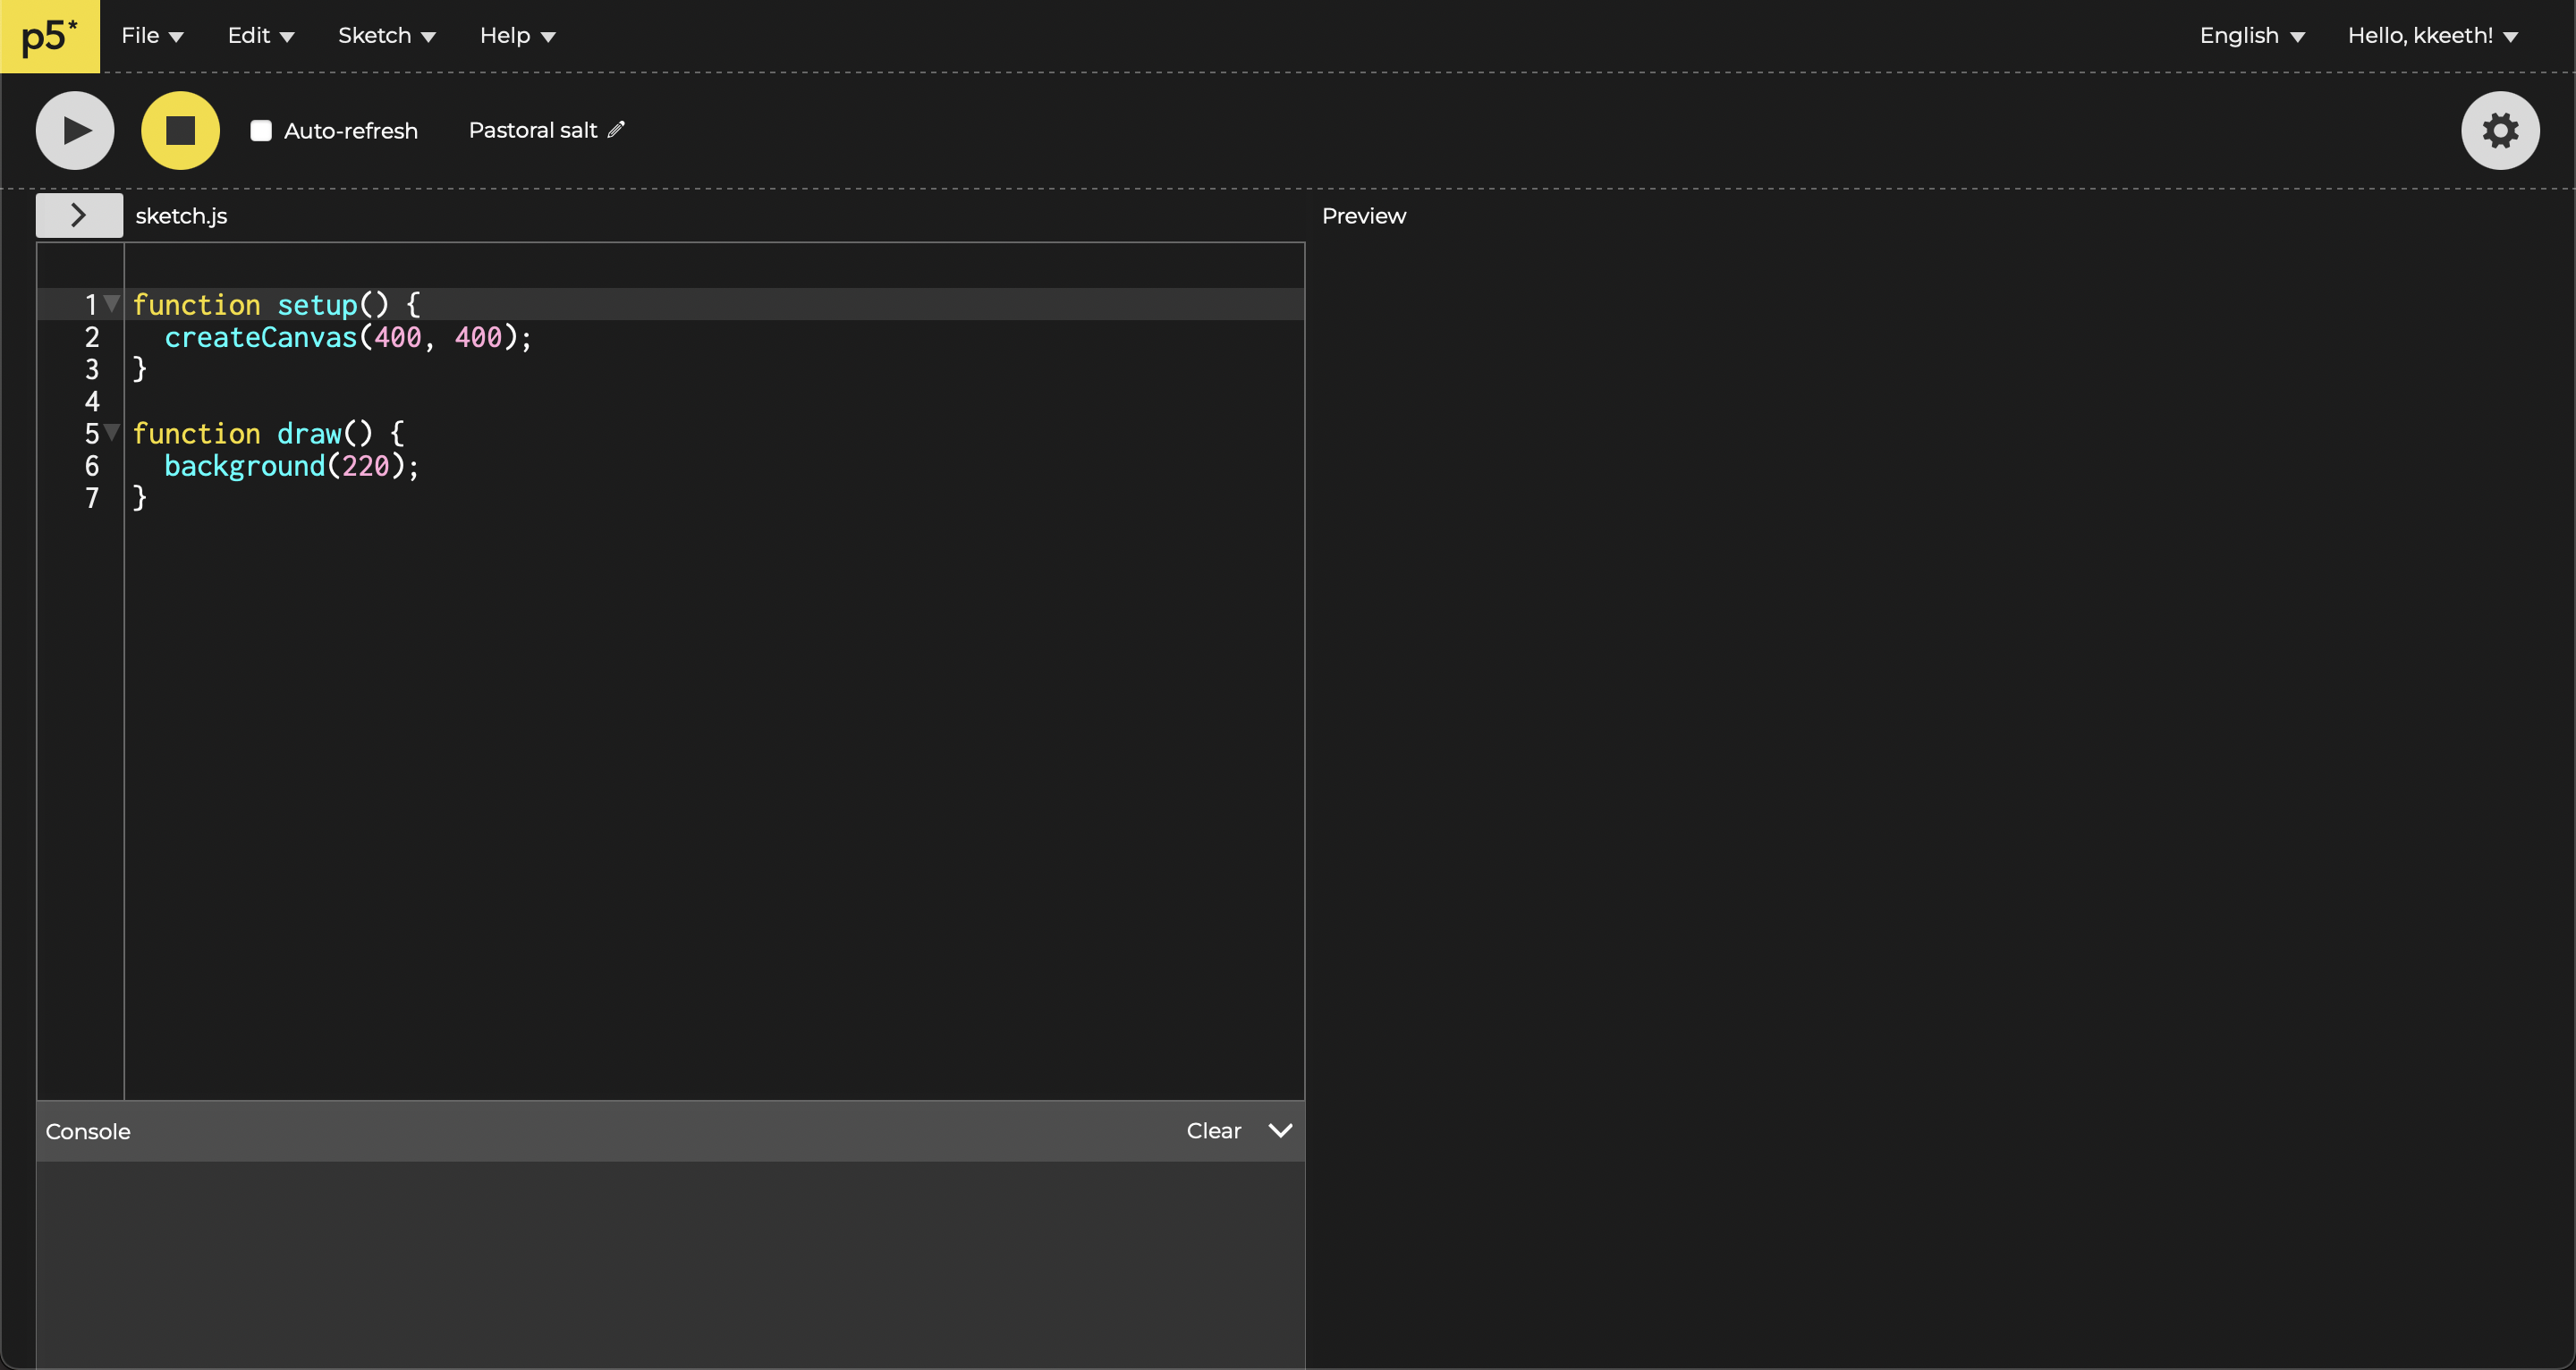 p5* File Edit Sketch Help English Hello, kkeeth!
Auto-refresh Pastoral salt
sketch.js Preview
1 function setup() {
2   createCanvas(400, 400);
3 }
4
5 function draw() {
6   background(220);
7 }
Console Clear